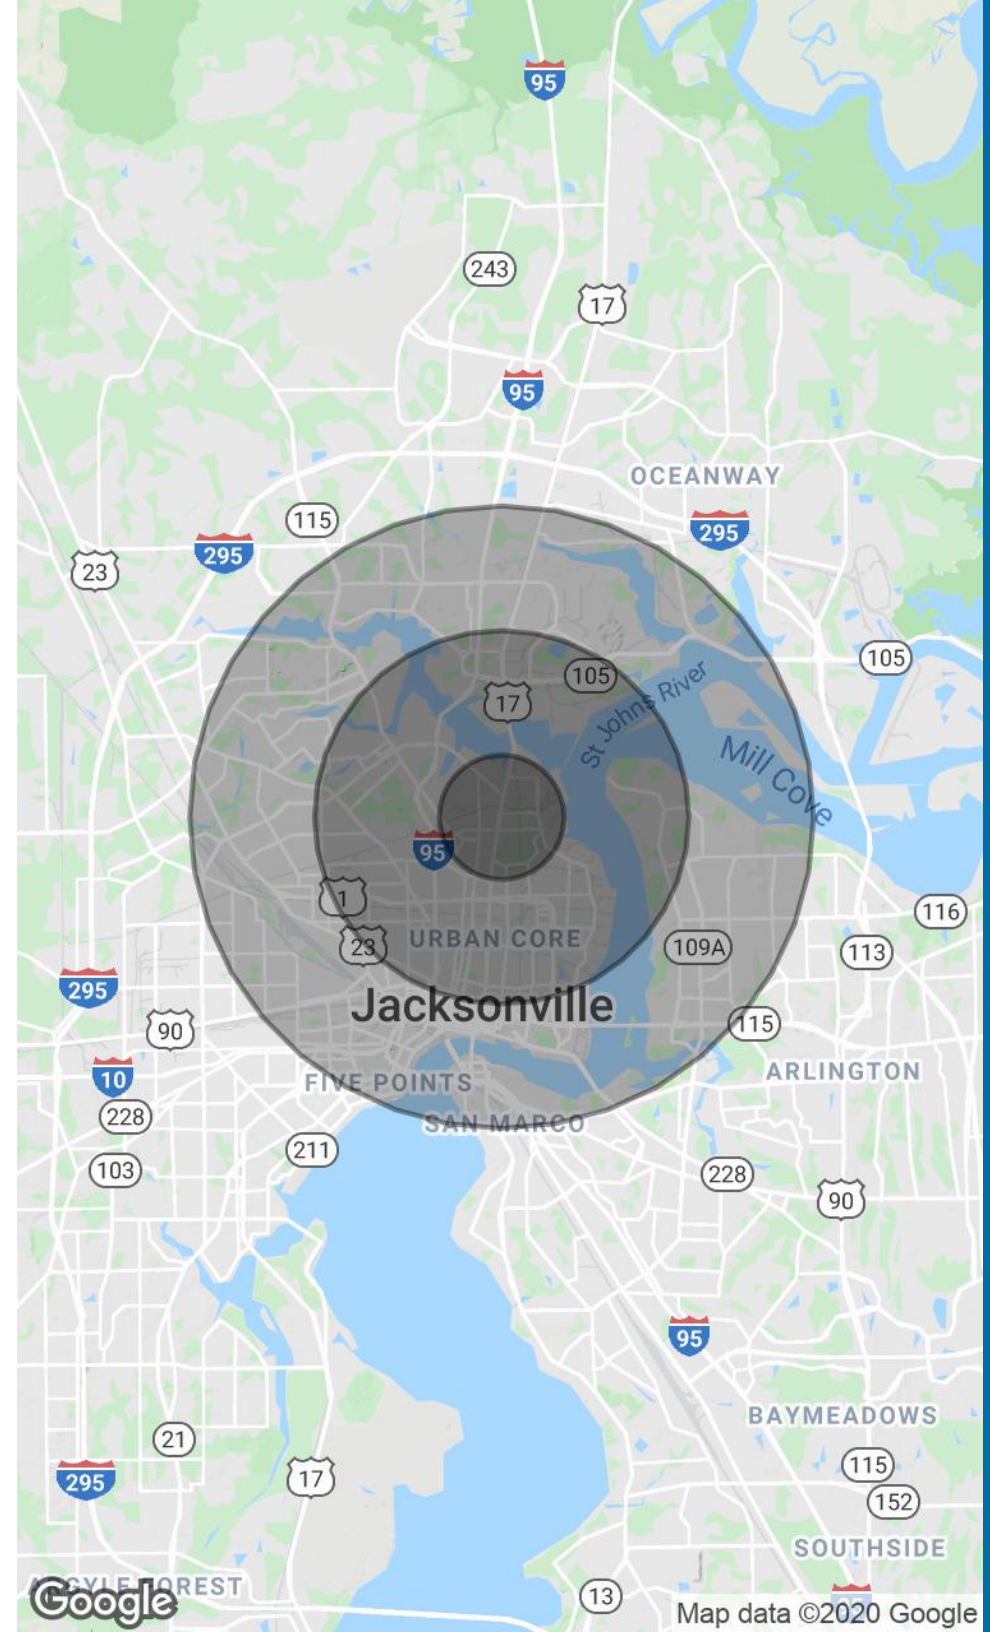 95
243
17
95
OCEANWAY
115
295
295
23
105
105
17
St Johns River
Mill Cove
95
1
23
URBAN CORE
109A
116
113
295
Jacksonville
90
115
10
FIVE POINTS
ARLINGTON
228
SAN MARCO
211
103
228
90
95
BAYMEADOWS
21
115
295
17
152
SOUTHSIDE
13
Google
Map data ©2020 Google